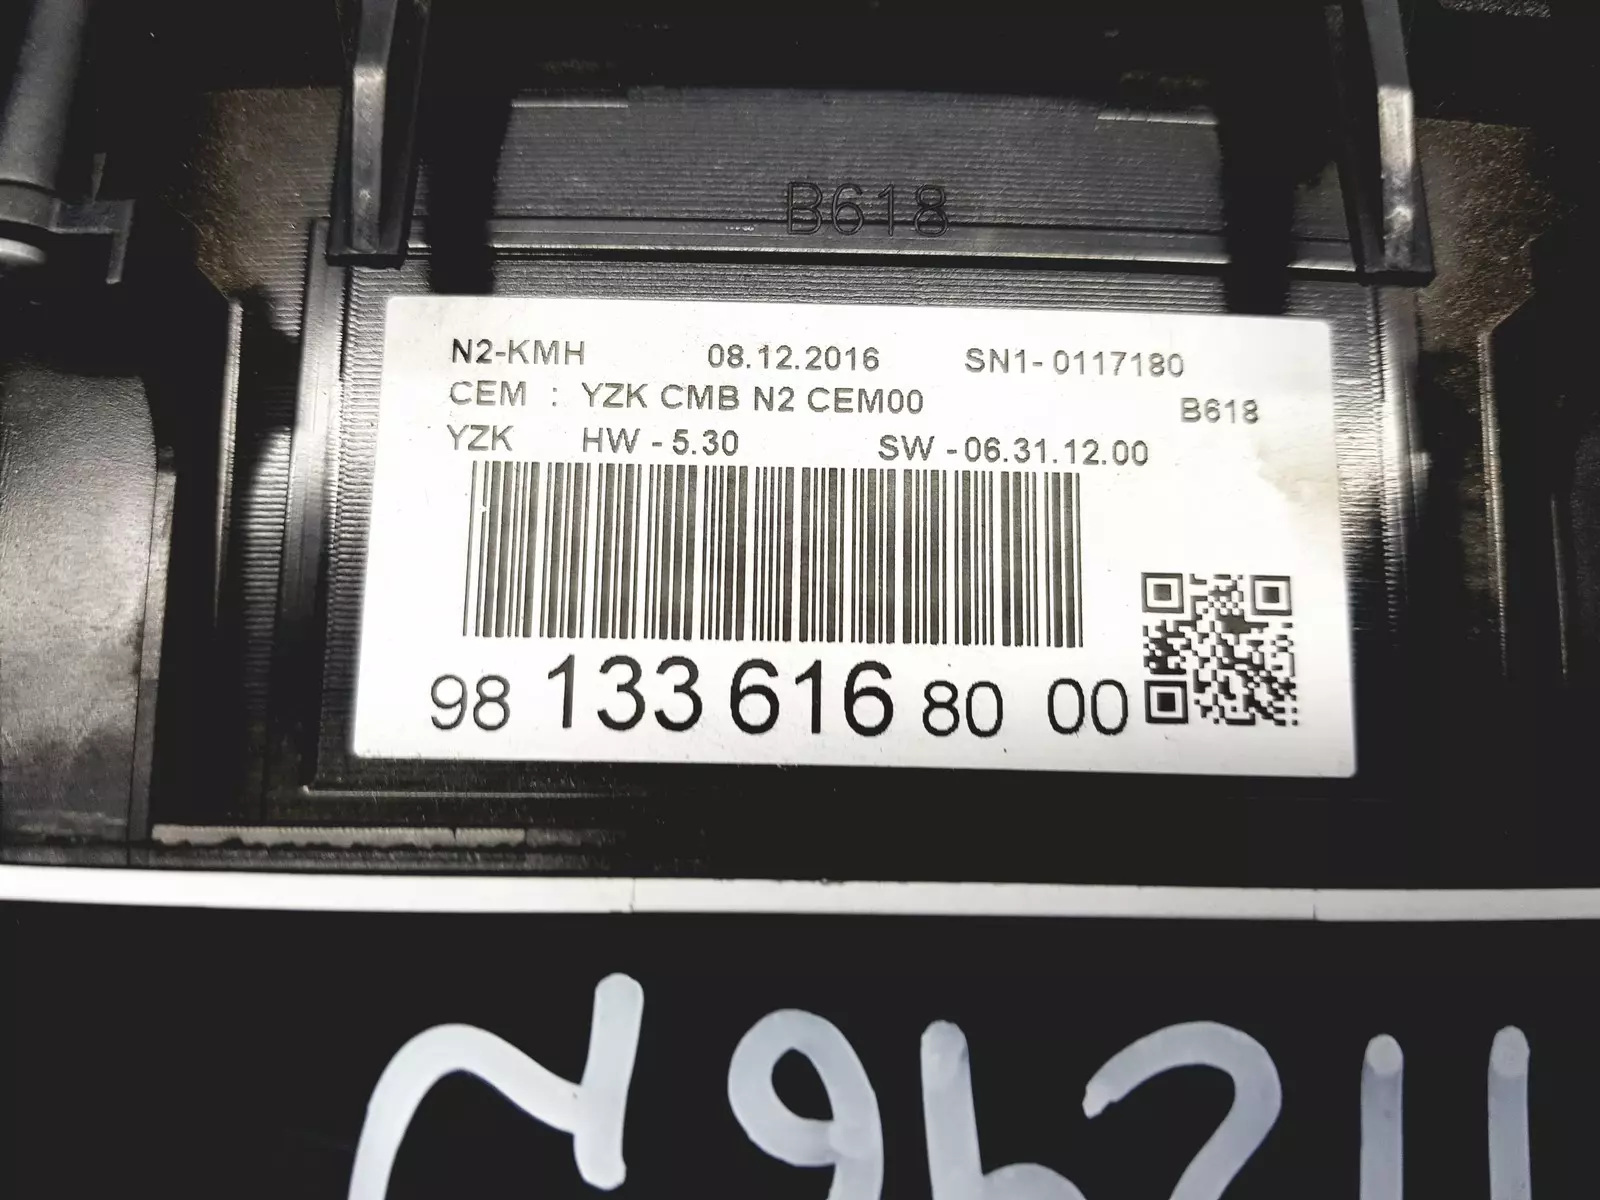 B618
N2-KMH 08.12.2016 SN1-0117180
CEM : YZK CMB N2 CEM00
B618
YZK HW - 5.30 SW -06.31.12.00
98 133 616 80 00